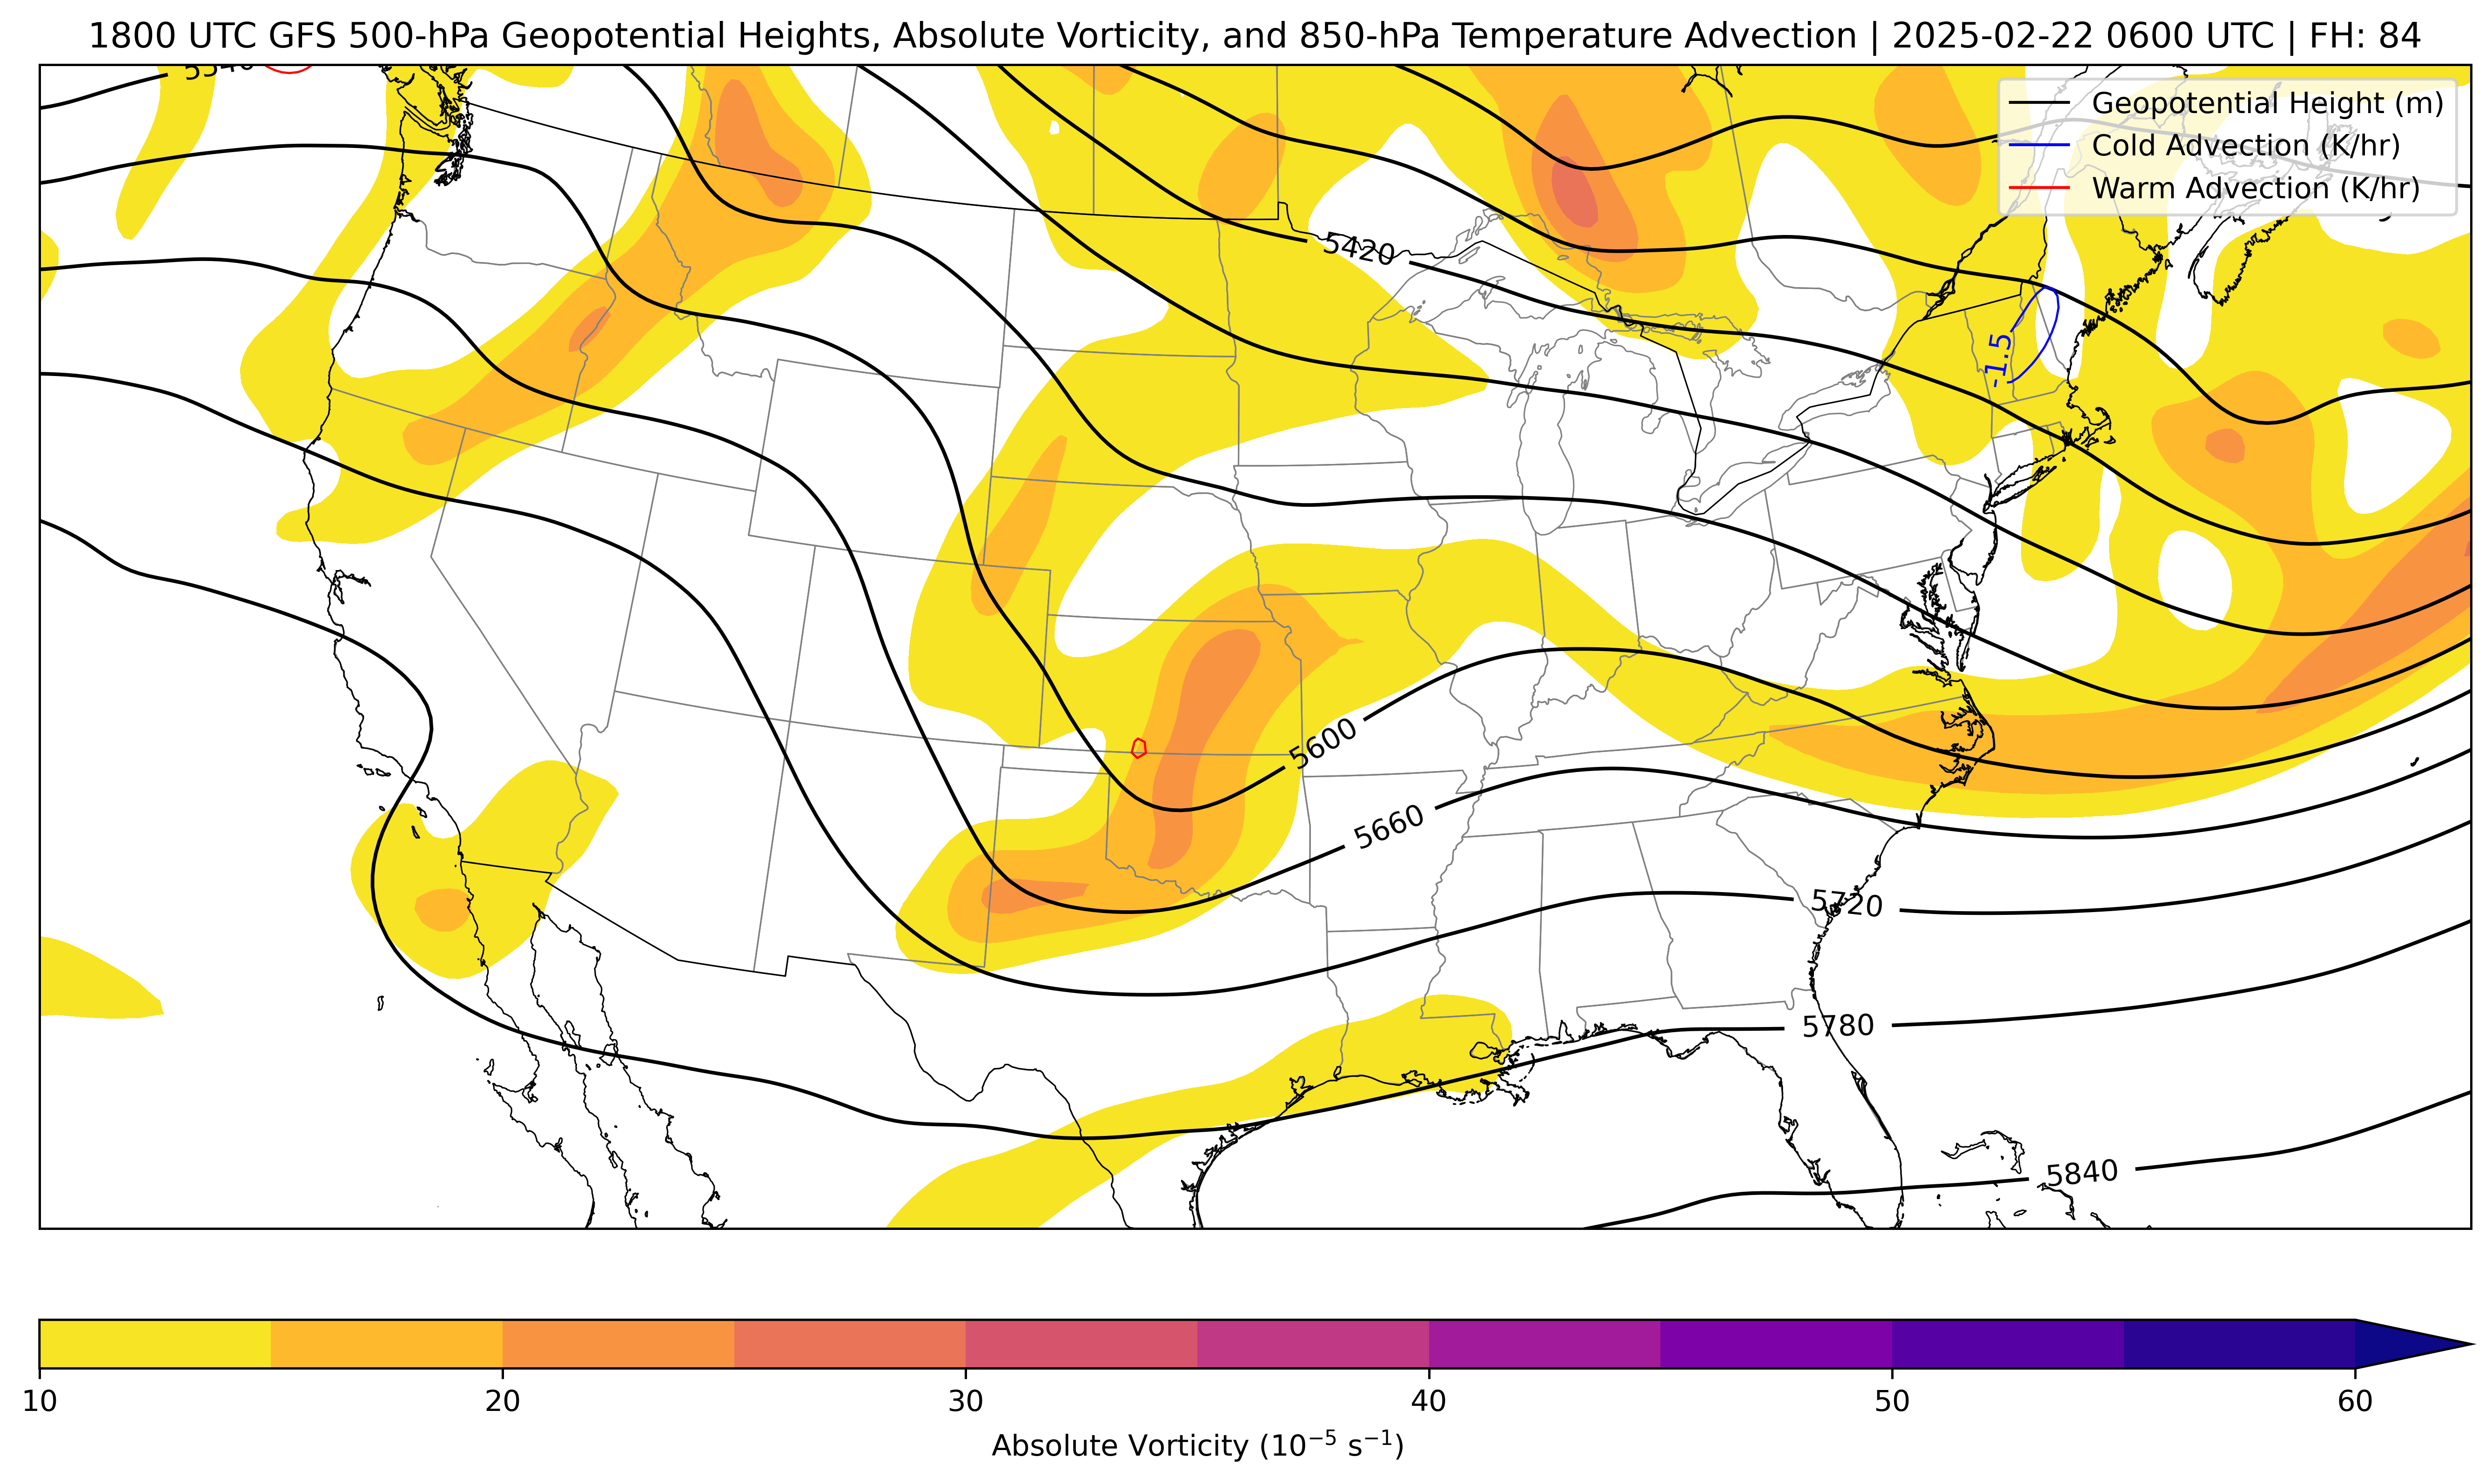 1800 UTC GFS 500-hPa Geopotential Heights, Absolute Vorticity, and 850-hPa Temperature Advection | 2025-02-22 0600 UTC | FH: 84
Geopotential Height (m)
Cold Advection (K/hr)
Warm Advection (K/hr)
5420
-1.5
5600
5660
5720
5780
5840
10 20 30 40 50 60
Absolute Vorticity (10⁻⁵ s⁻¹)